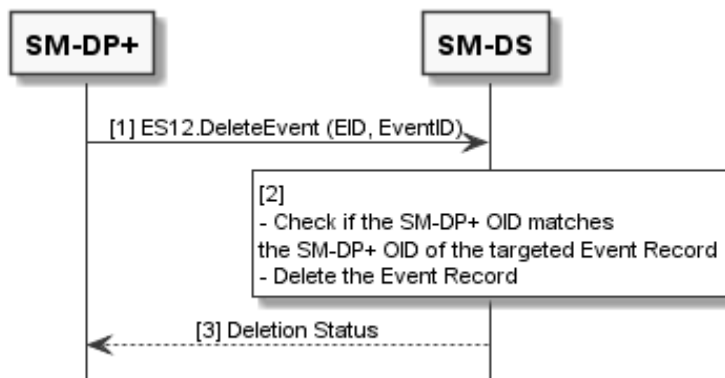 SM-DP+
SM-DS
[1] ES12.DeleteEvent (EID, EventID)
[2]
- Check if the SM-DP+ OID matches
the SM-DP+ OID of the targeted Event Record
- Delete the Event Record
[3] Deletion Status